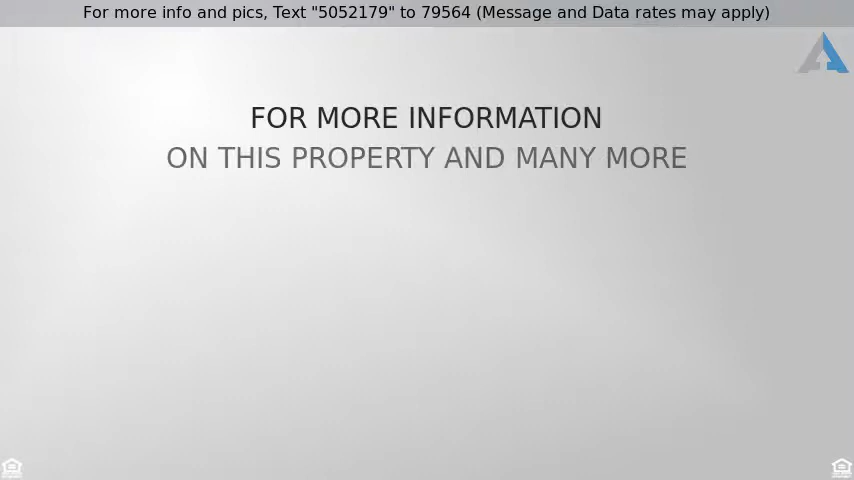 For more info and pics, Text "5052179" to 79564 (Message and Data rates may apply)
FOR MORE INFORMATION
ON THIS PROPERTY AND MANY MORE